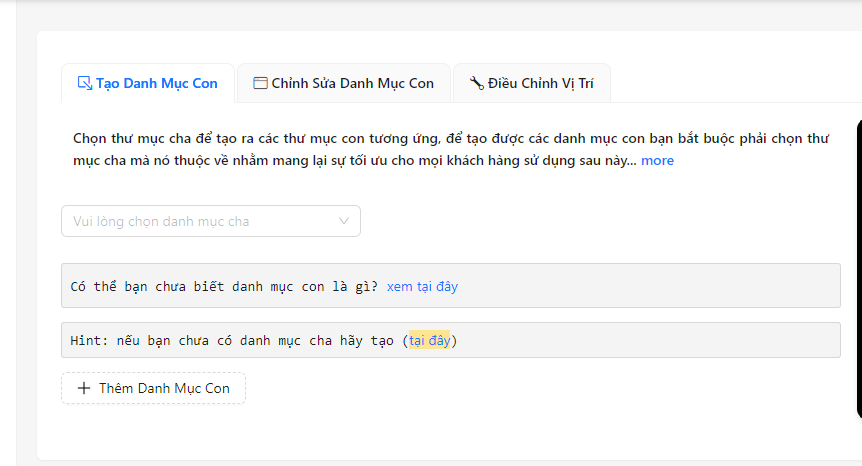 Tạo Danh Mục Con Chỉnh Sửa Danh Mục Con Điều Chỉnh Vị Trí
Chọn thư mục cha để tạo ra các thư mục con tương ứng, để tạo được các danh mục con bạn bắt buộc phải chọn thư
mục cha mà nó thuộc về nhằm mang lại sự tối ưu cho mọi khách hàng sử dụng sau này... more
Vui lòng chọn danh mục cha
Có thể bạn chưa biết danh mục con là gì? xem tại đây
Hint: nếu bạn chưa có danh mục cha hãy tạo (tại đây)
Thêm Danh Mục Con